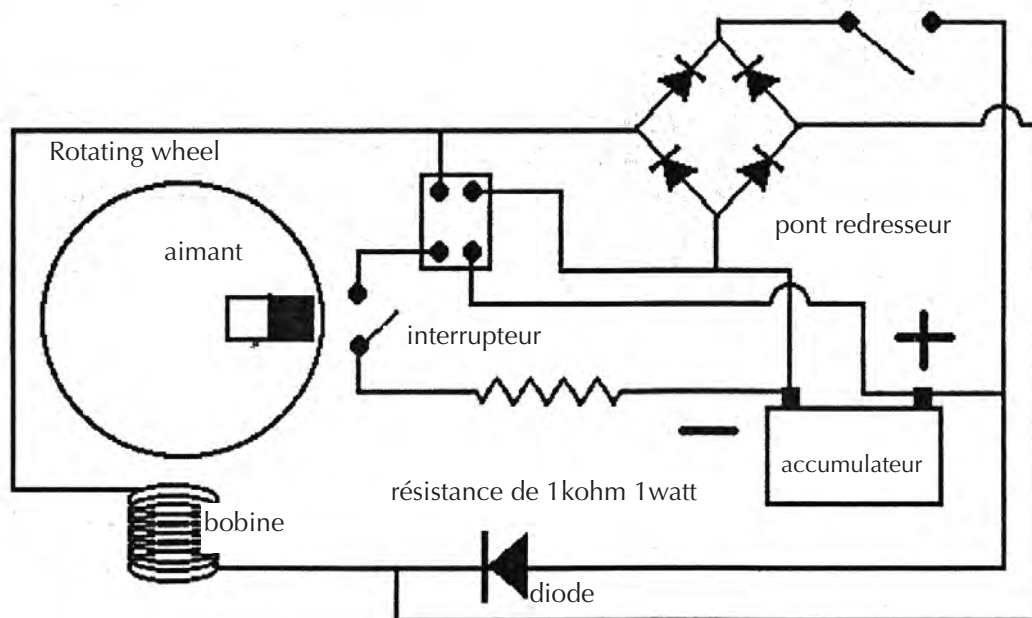 Rotating wheel
aimant
pont redresseur
interrupteur
+
−
accumulateur
résistance de 1kohm 1watt
bobine
diode